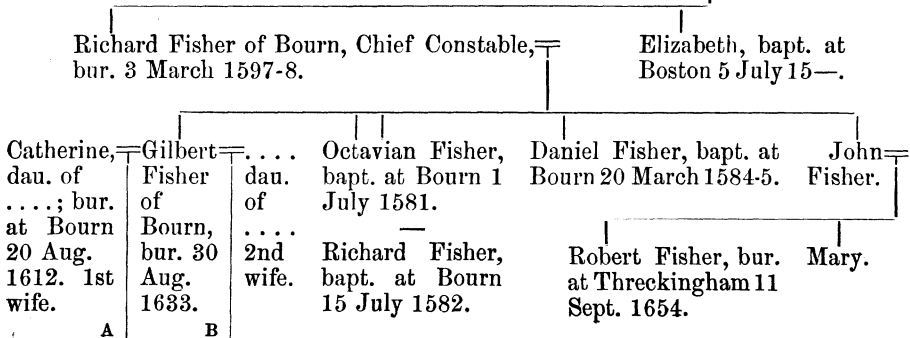 Richard Fisher of Bourn, Chief Constable,
bur. 3 March 1597-8.
Elizabeth, bapt. at
Boston 5 July 15—.
Catherine,
dau. of
. . . . ; bur.
at Bourn
20 Aug.
1612. 1st
wife.
A
Gilbert
Fisher
of
Bourn,
bur. 30
Aug.
1633.
B
. . . .
dau.
of
. . . .
2nd
wife.
Octavian Fisher,
bapt. at Bourn 1
July 1581.
—
Richard Fisher,
bapt. at Bourn
15 July 1582.
Daniel Fisher, bapt. at
Bourn 20 March 1584-5.
John
Fisher.
Robert Fisher, bur.
at Threckingham 11
Sept. 1654.
Mary.